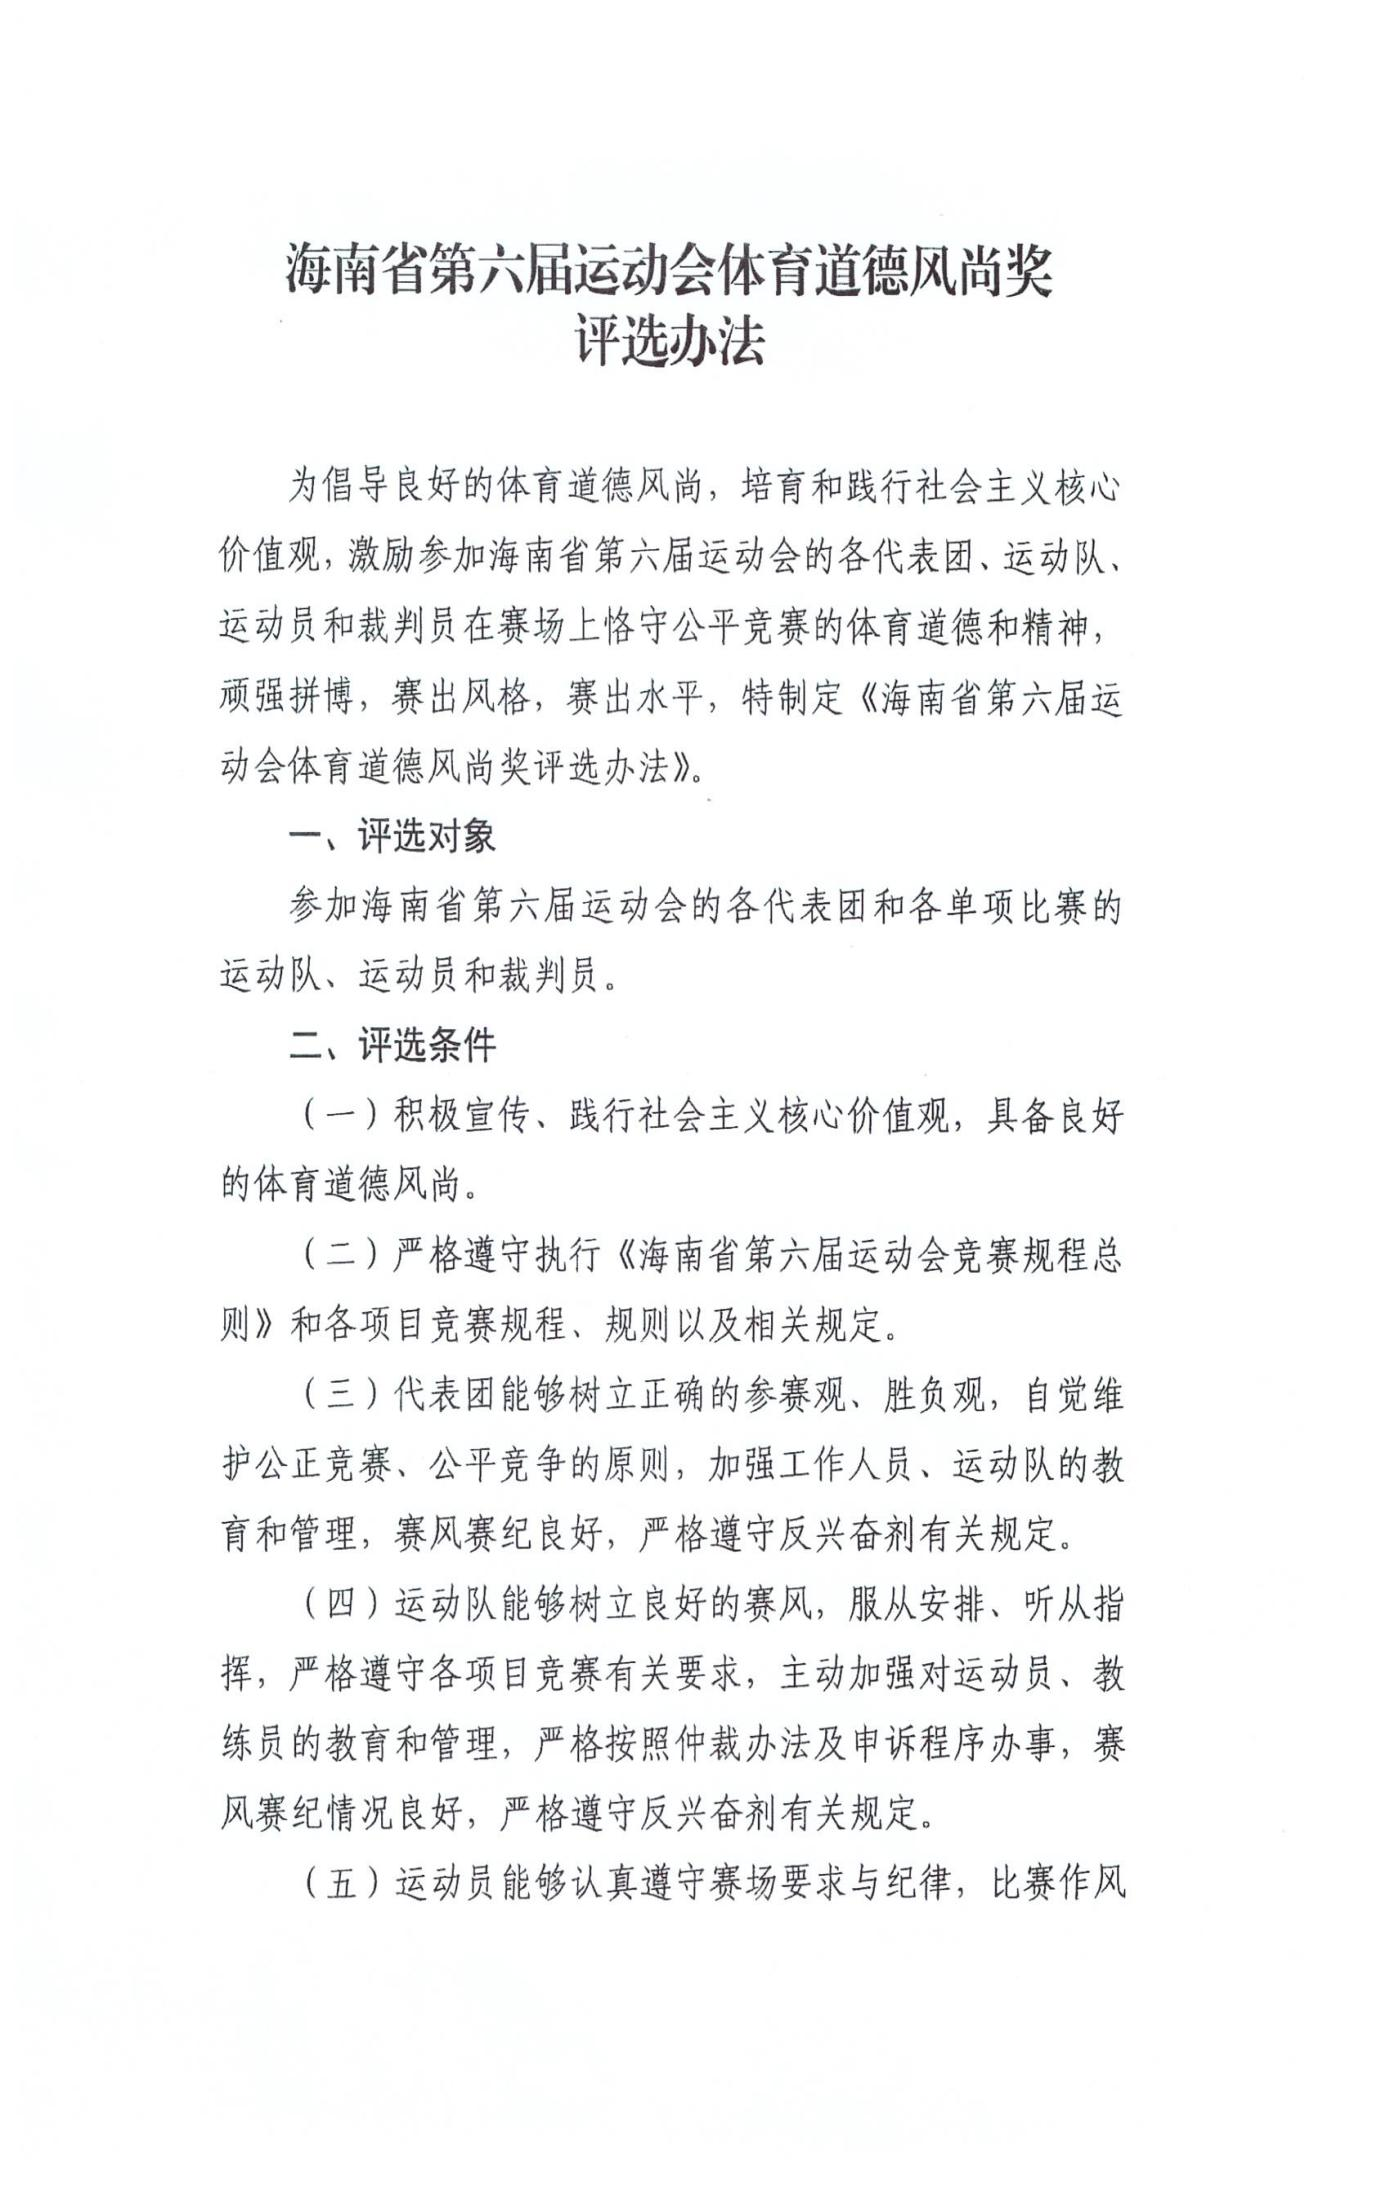 海南省第六届运动会体育道德风尚奖
评选办法
为倡导良好的体育道德风尚，培育和践行社会主义核心
价值观，激励参加海南省第六届运动会的各代表团、运动队、
运动员和裁判员在赛场上恪守公平竞赛的体育道德和精神，
顽强拼博，赛出风格，赛出水平，特制定《海南省第六届运
动会体育道德风尚奖评选办法》。
一、评选对象
参加海南省第六届运动会的各代表团和各单项比赛的
运动队、运动员和裁判员。
二、评选条件
（一）积极宣传、践行社会主义核心价值观，具备良好
的体育道德风尚。
（二）严格遵守执行《海南省第六届运动会竞赛规程总
则》和各项目竞赛规程、规则以及相关规定。
（三）代表团能够树立正确的参赛观、胜负观，自觉维
护公正竞赛、公平竞争的原则，加强工作人员、运动队的教
育和管理，赛风赛纪良好，严格遵守反兴奋剂有关规定。
（四）运动队能够树立良好的赛风，服从安排、听从指
挥，严格遵守各项目竞赛有关要求，主动加强对运动员、教
练员的教育和管理，严格按照仲裁办法及申诉程序办事，赛
风赛纪情况良好，严格遵守反兴奋剂有关规定。
（五）运动员能够认真遵守赛场要求与纪律，比赛作风